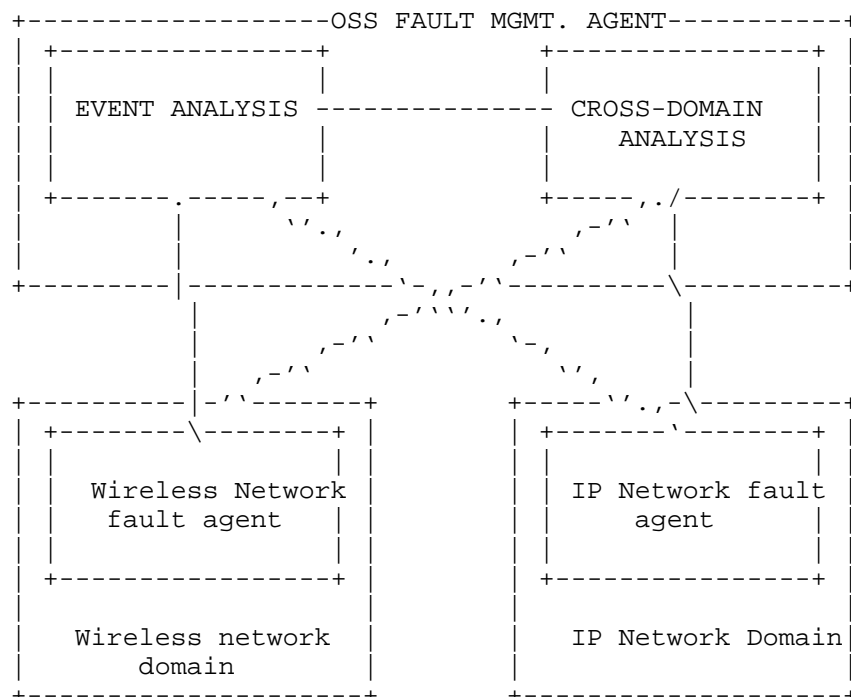 OSS FAULT MGMT. AGENT
EVENT ANALYSIS
CROSS-DOMAIN
ANALYSIS
Wireless Network
fault agent
IP Network fault
agent
Wireless network
domain
IP Network Domain